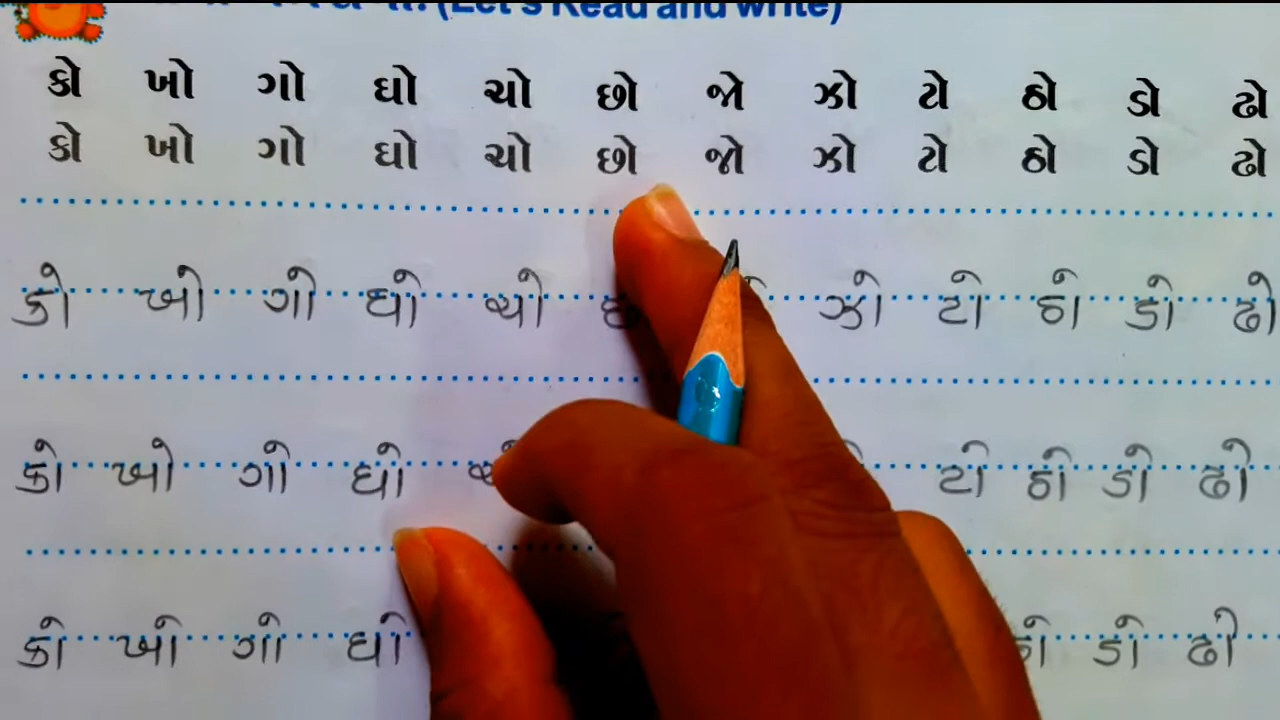 (Let's Read and write)
કો ખો ગો ઘો ચો છો જો ઝો ટો ઠો ડો ઢો
કો ખો ગો ઘો ચો છો જો ઝો ટો ઠો ડો ઢો
કો ખો ગો ઘો ચો ઝો ટો ઠો ડો ઢો
કો ખો ગો ઘો ટો ઠો ડો ઢો
કો ખો ગો ઘો ડો ઢો